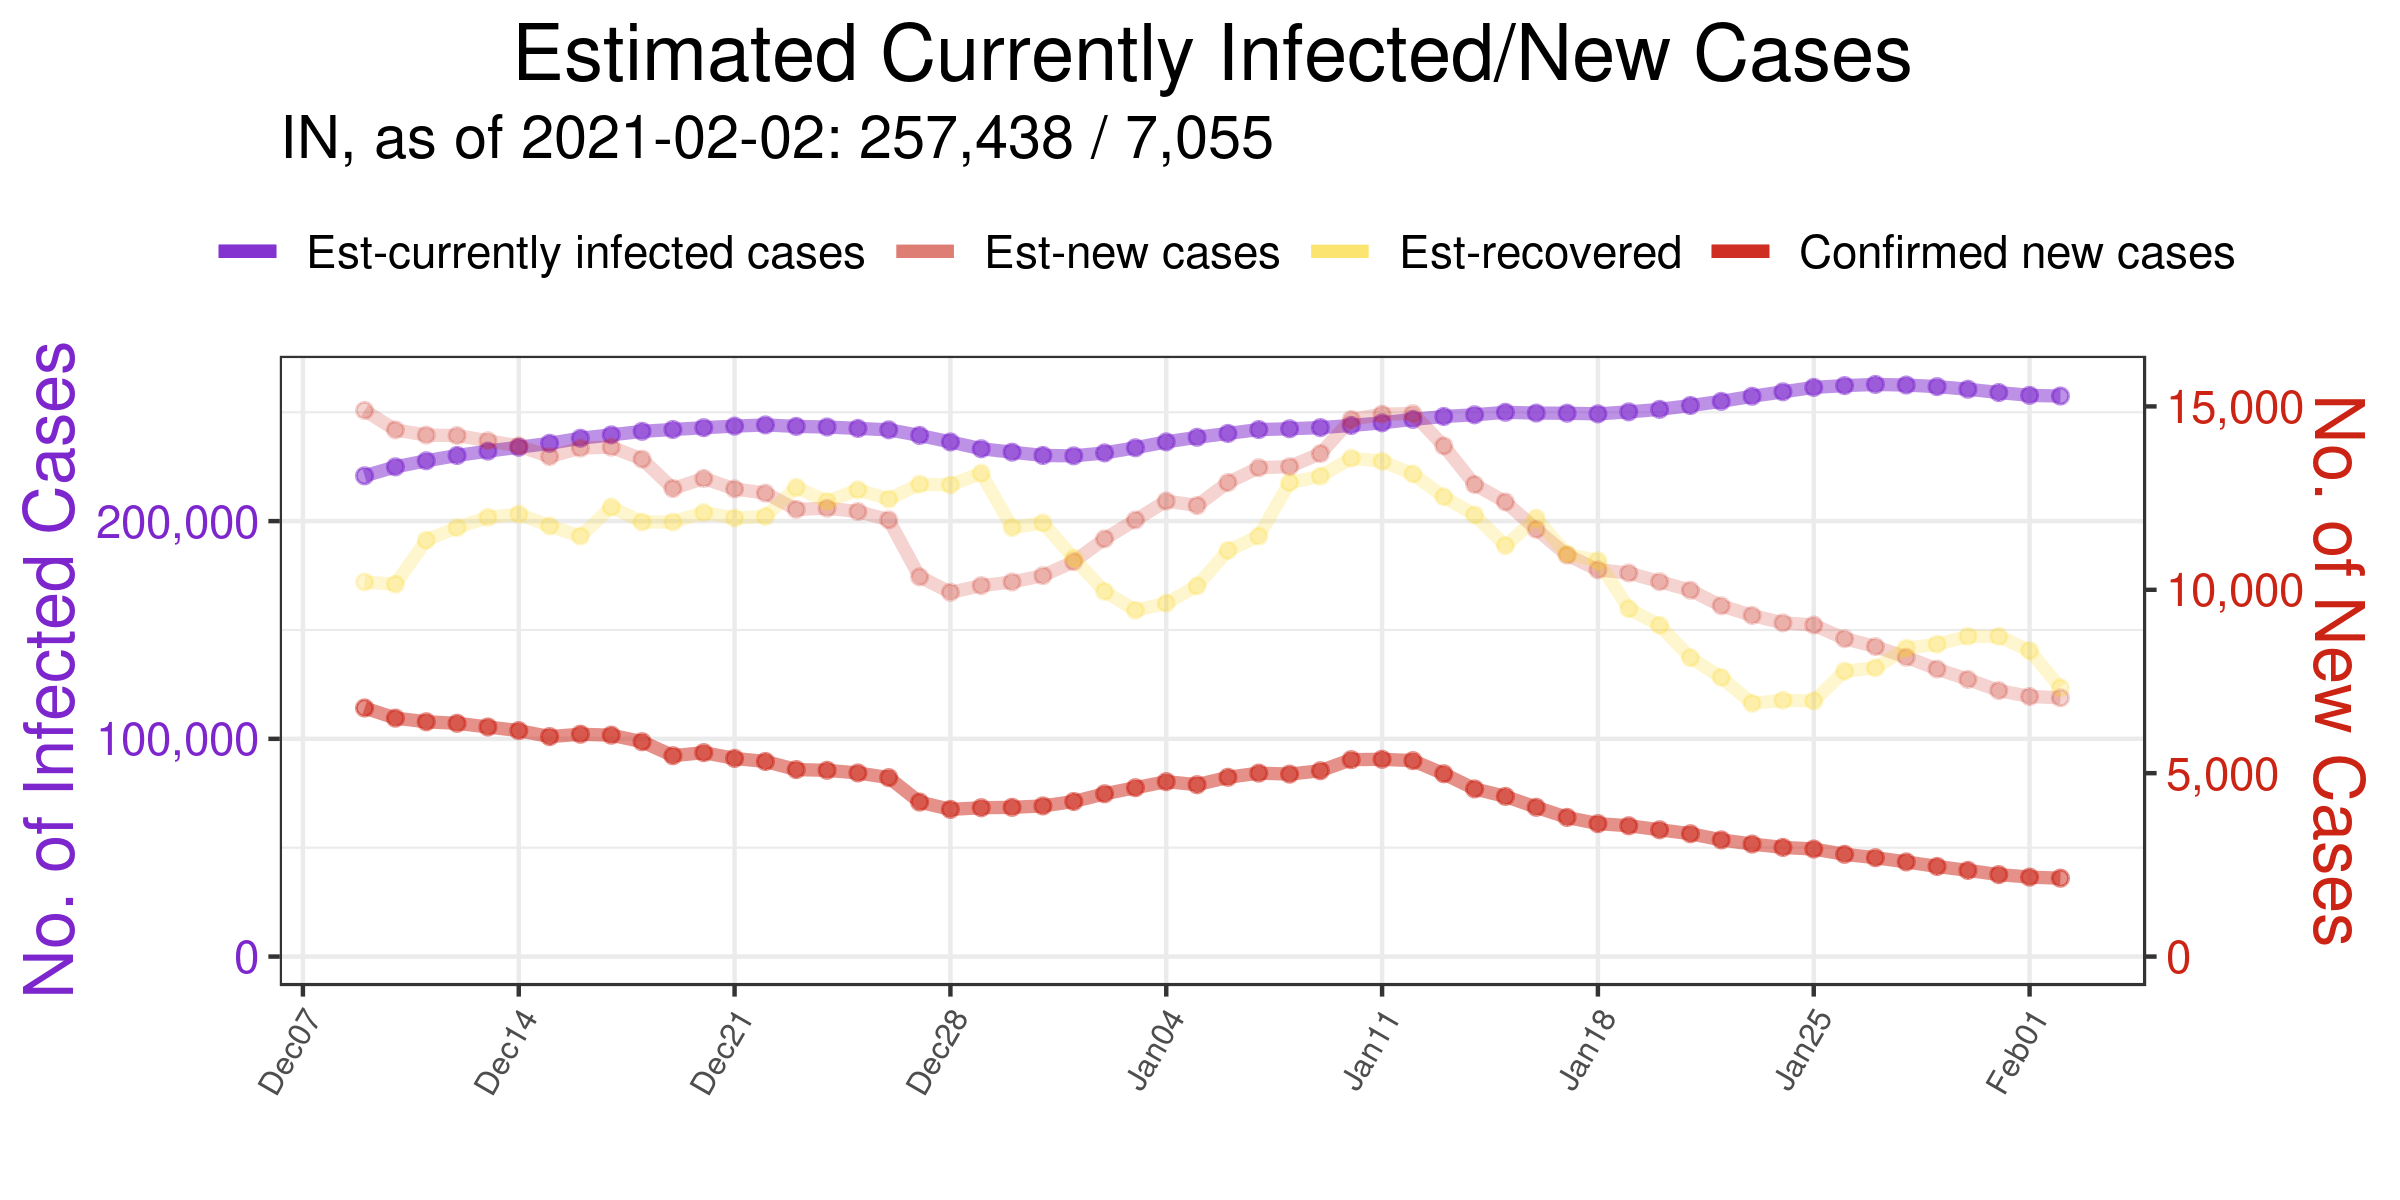 Estimated Currently Infected/New Cases
IN, as of 2021-02-02: 257,438 / 7,055
Est-currently infected cases Est-new cases Est-recovered Confirmed new cases
No. of Infected Cases
200,000
100,000
0
15,000
10,000
5,000
0
No. of New Cases
Dec07 Dec14 Dec21 Dec28 Jan04 Jan11 Jan18 Jan25 Feb01